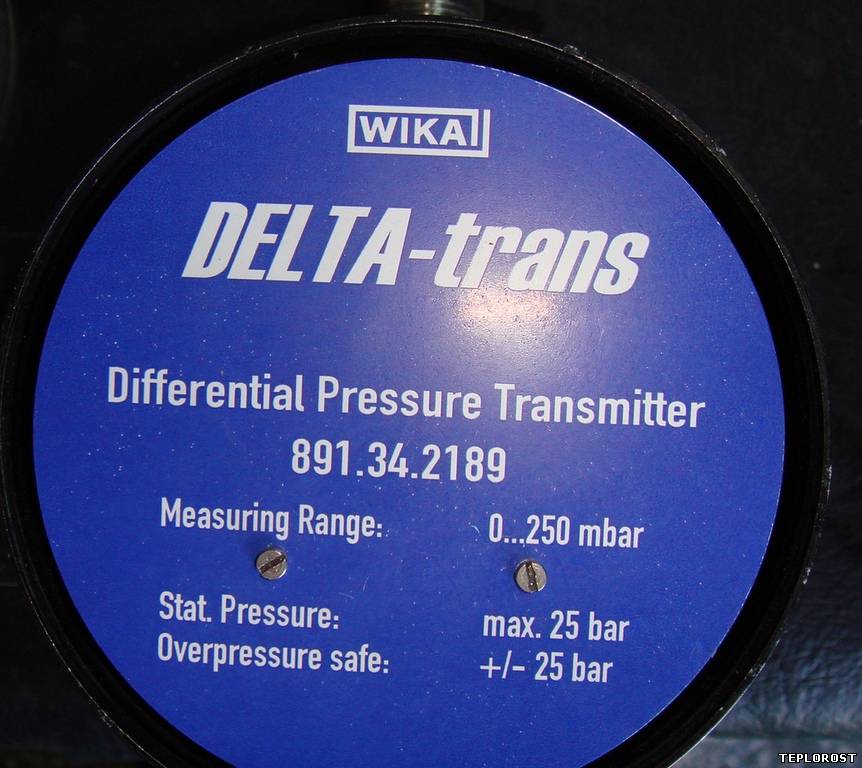 WIKA
DELTA-trans
Differential Pressure Transmitter
891.34.2189
Measuring Range: 0...250 mbar
Stat. Pressure: max. 25 bar
Overpressure safe: +/- 25 bar
TEPLOROST